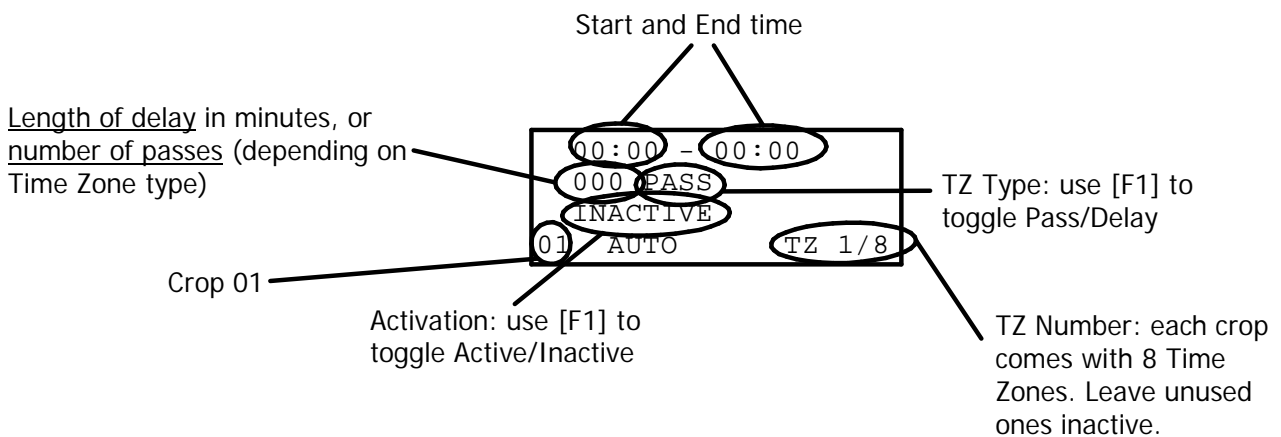 Start and End time
Length of delay in minutes, or
number of passes (depending on
Time Zone type)
00:00 - 00:00
000 PASS
INACTIVE
01 AUTO TZ 1/8
TZ Type: use [F1] to
toggle Pass/Delay
Crop 01
Activation: use [F1] to
toggle Active/Inactive
TZ Number: each crop
comes with 8 Time
Zones. Leave unused
ones inactive.